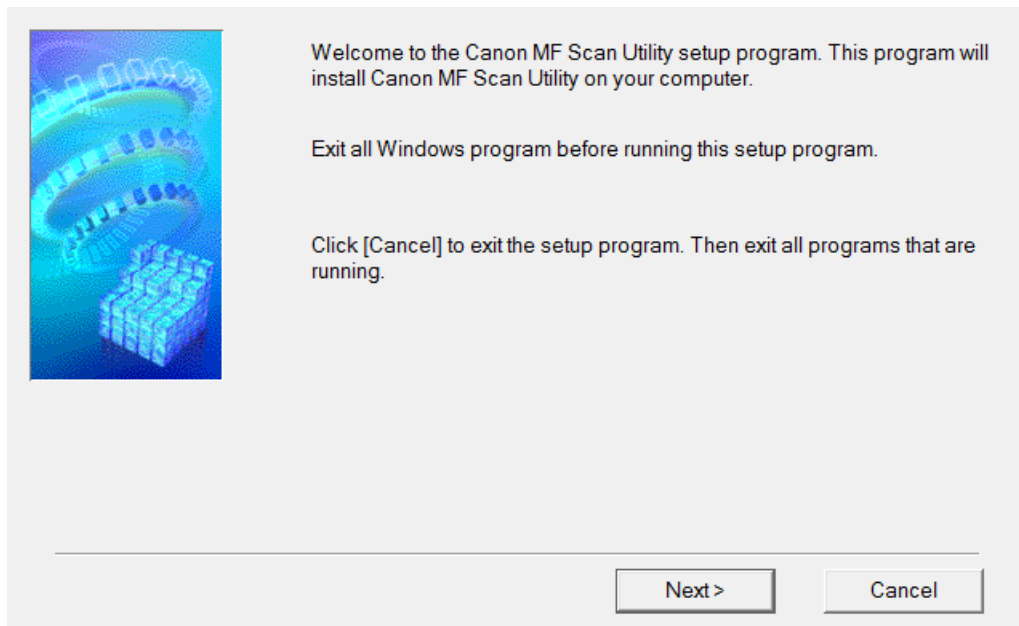 Welcome to the Canon MF Scan Utility setup program. This program will
install Canon MF Scan Utility on your computer.
Exit all Windows program before running this setup program.
Click [Cancel] to exit the setup program. Then exit all programs that are
running.
Next >
Cancel